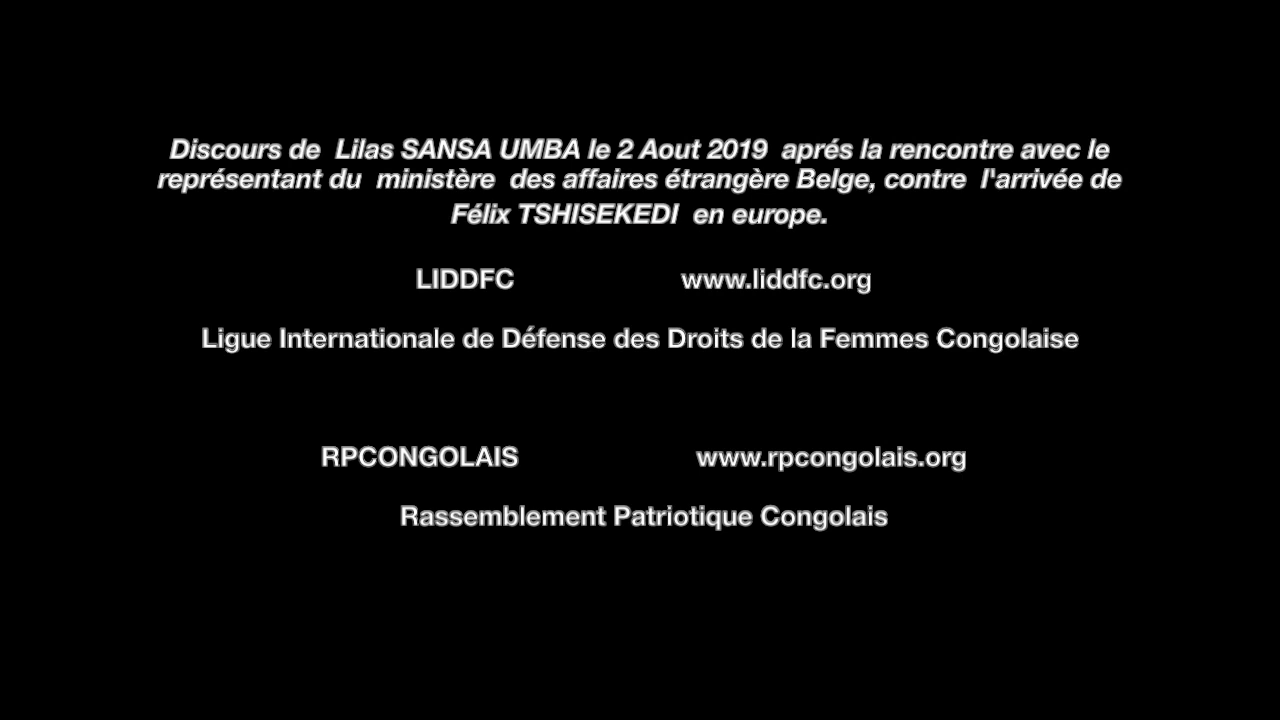 Discours de Lilas SANSA UMBA le 2 Aout 2019 aprés la rencontre avec le
représentant du ministère des affaires étrangère Belge, contre l'arrivée de
Félix TSHISEKEDI en europe.
LIDDFC www.liddfc.org
Ligue Internationale de Défense des Droits de la Femmes Congolaise
RPCONGOLAIS www.rpcongolais.org
Rassemblement Patriotique Congolais